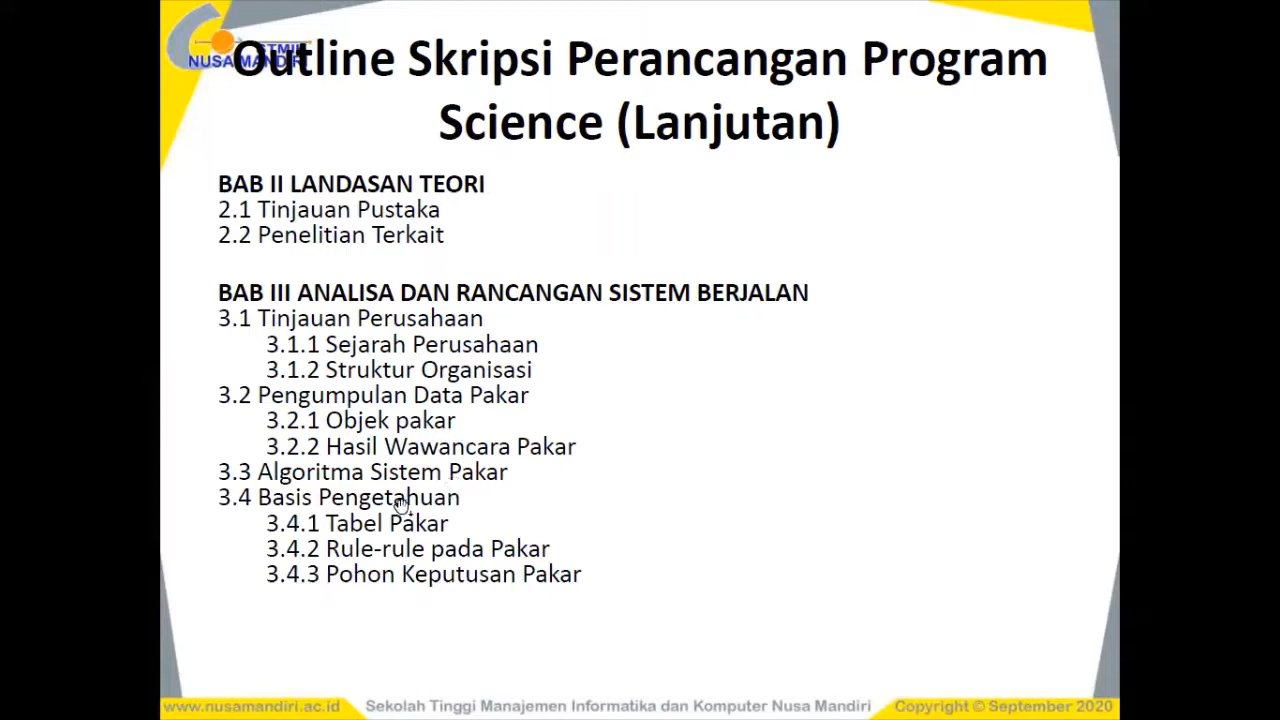 STMIK
NUSA MANDIRI
Outline Skripsi Perancangan Program
Science (Lanjutan)
BAB II LANDASAN TEORI
2.1 Tinjauan Pustaka
2.2 Penelitian Terkait
BAB III ANALISA DAN RANCANGAN SISTEM BERJALAN
3.1 Tinjauan Perusahaan
3.1.1 Sejarah Perusahaan
3.1.2 Struktur Organisasi
3.2 Pengumpulan Data Pakar
3.2.1 Objek pakar
3.2.2 Hasil Wawancara Pakar
3.3 Algoritma Sistem Pakar
3.4 Basis Pengetahuan
3.4.1 Tabel Pakar
3.4.2 Rule-rule pada Pakar
3.4.3 Pohon Keputusan Pakar
www.nusamandiri.ac.id Sekolah Tinggi Manajemen Informatika dan Komputer Nusa Mandiri Copyright © September 2020